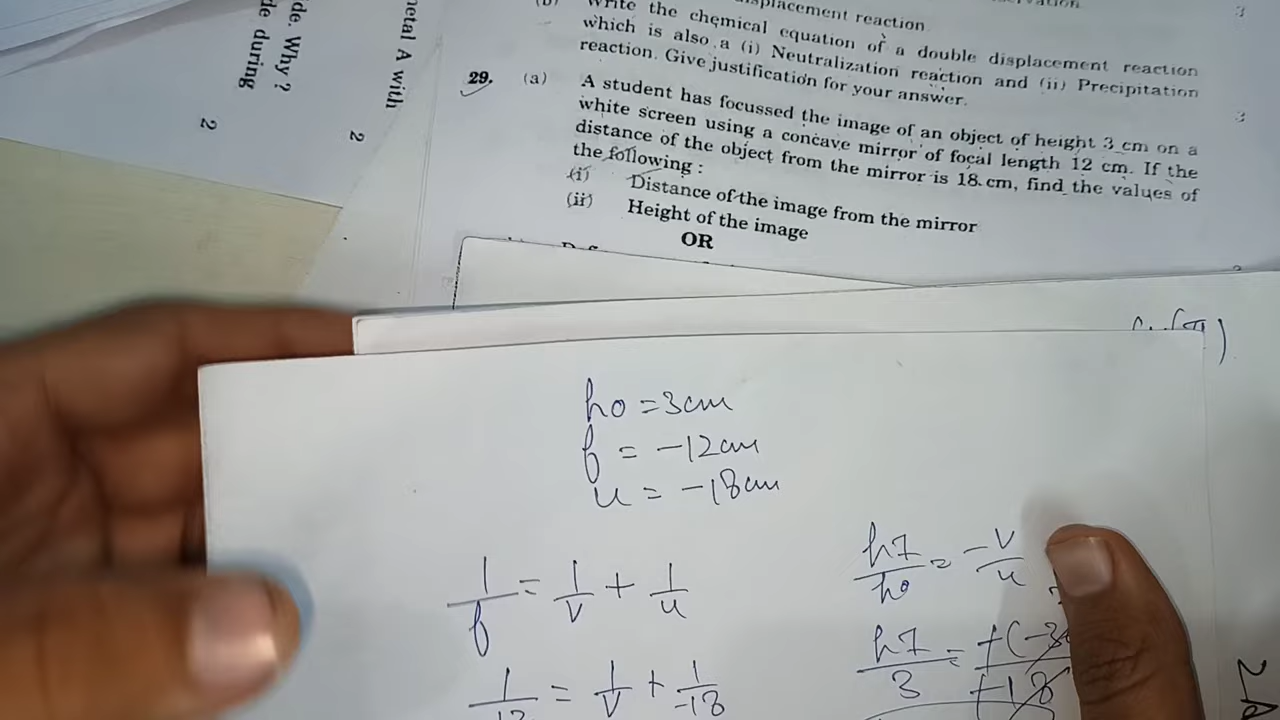 displacement reaction
(b) Write the chemical equation of a double displacement reaction
which is also a (i) Neutralization reaction and (ii) Precipitation
reaction. Give justification for your answer.
3
3
29. (a) A student has focussed the image of an object of height 3 cm on a
white screen using a concave mirror of focal length 12 cm. If the
distance of the object from the mirror is 18 cm, find the values of
the following :
(i) Distance of the image from the mirror
(ii) Height of the image
OR
etal A with
2
de. Why ?
de during
2
ho = 3cm
f = -12cm
u = -18cm
1/f = 1/v + 1/u
hI/ho = -v/u
= 1/v + 1/-18
hI/3 =